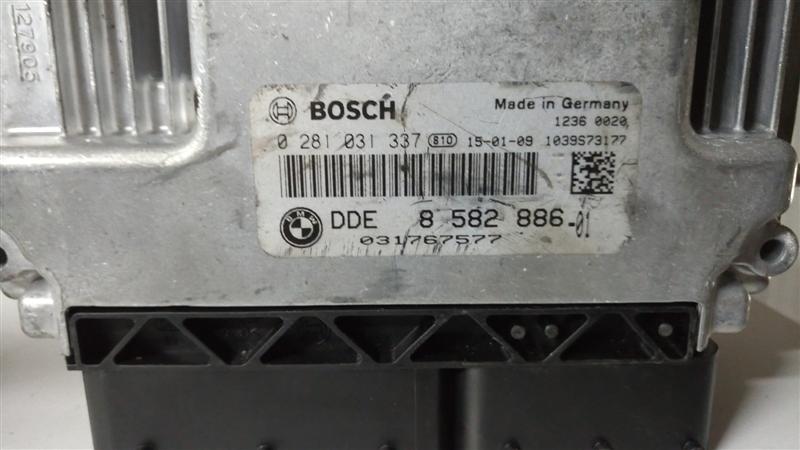 127905
BOSCH Made in Germany
1236 0020
0 281 031 337 810 15-01-09 1039S73177
BMW DDE 8 582 886-01
031767577